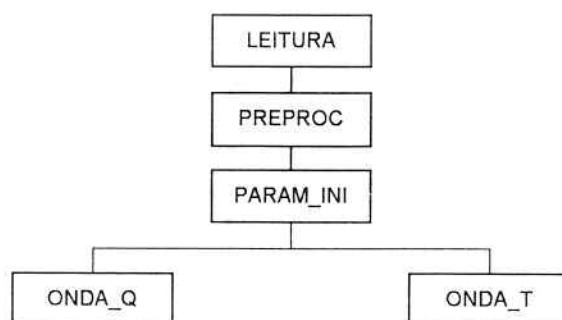 LEITURA
PREPROC
PARAM_INI
ONDA_Q
ONDA_T